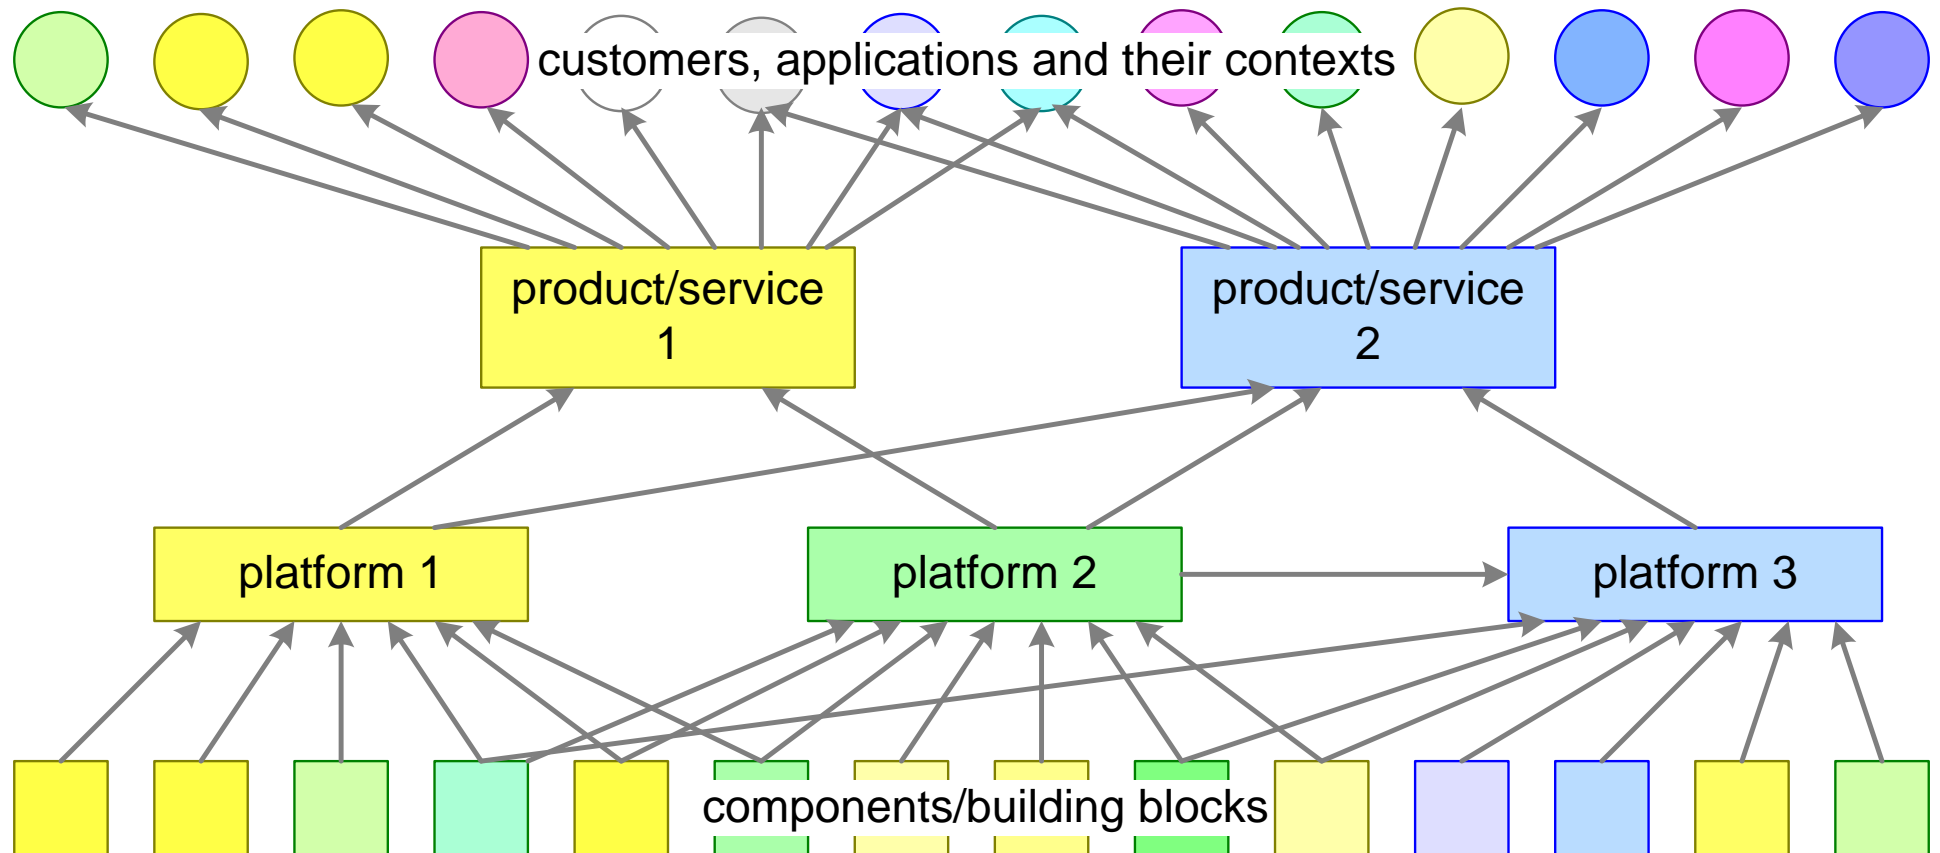 customers, applications and their contexts
product/service
1
product/service
2
platform 1
platform 2
platform 3
components/building blocks